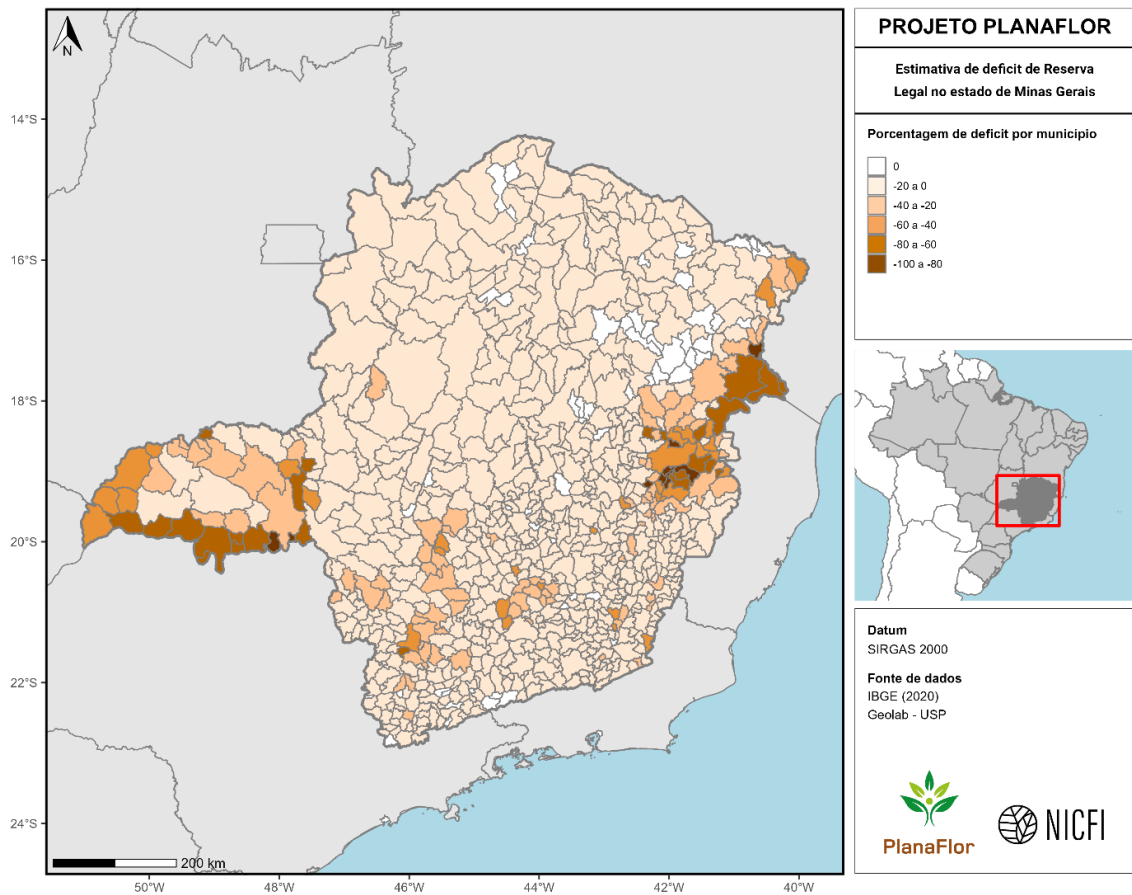 N
14°S
16°S
18°S
20°S
22°S
24°S
200 km
50°W
48°W
46°W
44°W
42°W
40°W
PROJETO PLANAFLOR
Estimativa de deficit de Reserva
Legal no estado de Minas Gerais
Porcentagem de deficit por municipio
0
-20 a 0
-40 a -20
-60 a -40
-80 a -60
-100 a -80
Datum
SIRGAS 2000
Fonte de dados
IBGE (2020)
Geolab - USP
PlanaFlor
NICFI